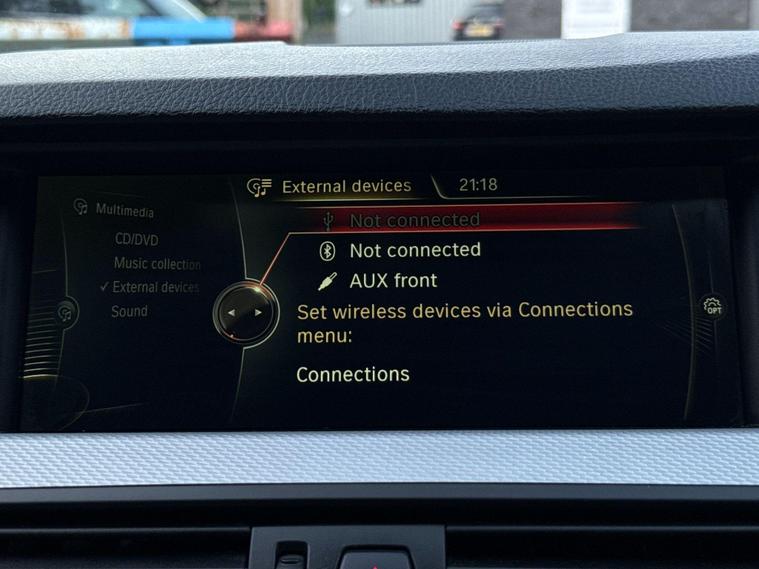 External devices
21:18
Multimedia
CD/DVD
Music collection
External devices
Sound
Not connected
Not connected
AUX front
Set wireless devices via Connections
menu:
Connections
OPT